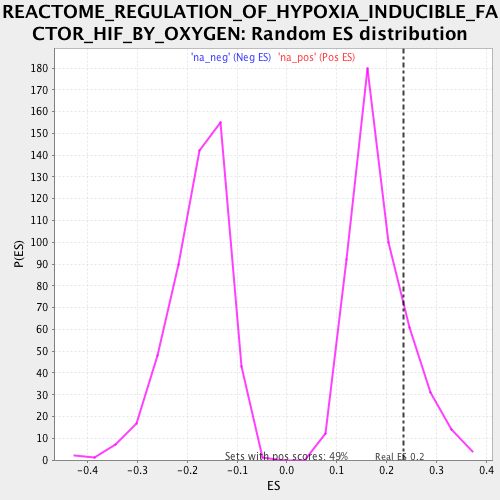 REACTOME_REGULATION_OF_HYPOXIA_INDUCIBLE_FA
CTOR_HIF_BY_OXYGEN: Random ES distribution
'na_neg' (Neg ES) 'na_pos' (Pos ES)
180
170
160
150
140
130
120
110
100
90
80
70
60
50
40
30
20
10
0
P(ES)
Sets with pos scores: 49%
Real ES 0.2
-0.4 -0.3 -0.2 -0.1 0.0 0.1 0.2 0.3 0.4
ES